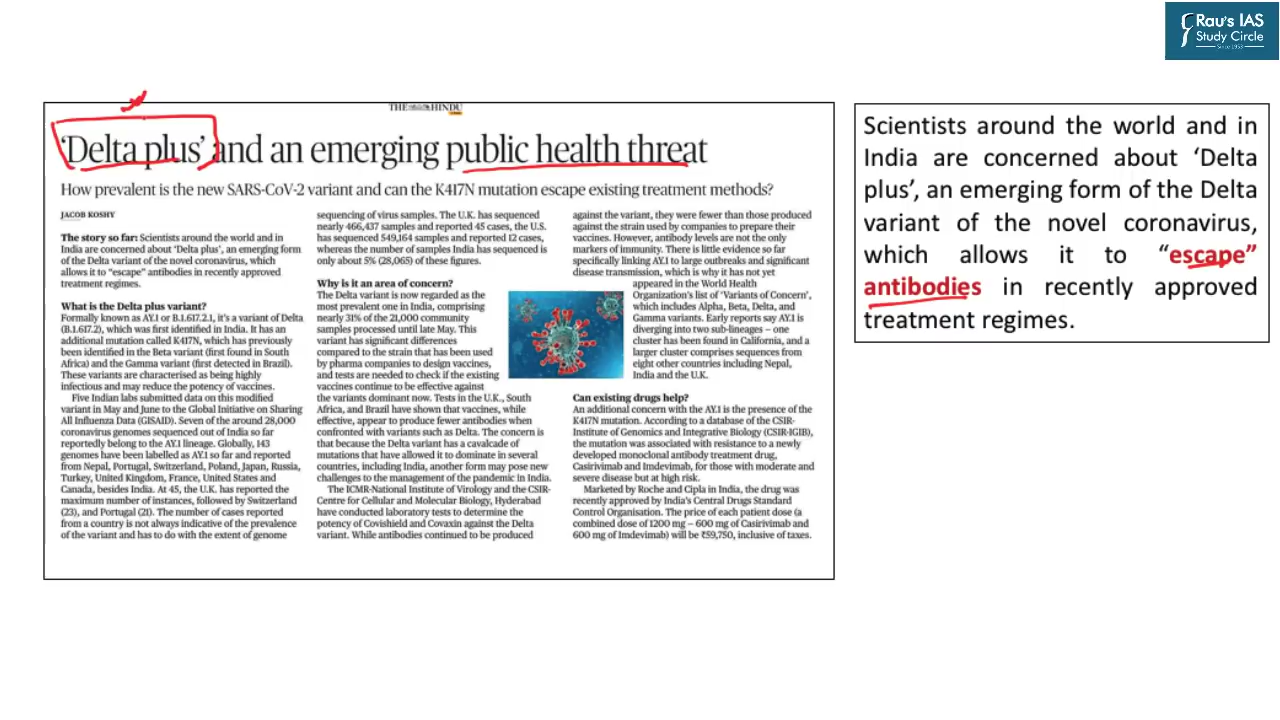 Rau's IAS
Study Circle
Since 1953
THE HINDU
'Delta plus' and an emerging public health threat
How prevalent is the new SARS-CoV-2 variant and can the K417N mutation escape existing treatment methods?
JACOB KOSHY
The story so far: Scientists around the world and in
India are concerned about 'Delta plus', an emerging form
of the Delta variant of the novel coronavirus, which
allows it to "escape" antibodies in recently approved
treatment regimes.
What is the Delta plus variant?
Formally known as AY.1 or B.1.617.2.1, it's a variant of Delta
(B.1.617.2), which was first identified in India. It has an
additional mutation called K417N, which has previously
been identified in the Beta variant (first found in South
Africa) and the Gamma variant (first detected in Brazil).
These variants are characterised as being highly
infectious and may reduce the potency of vaccines.
Five Indian labs submitted data on this modified
variant in May and June to the Global Initiative on Sharing
All Influenza Data (GISAID). Seven of the around 28,000
coronavirus genomes sequenced out of India so far
reportedly belong to the AY.1 lineage. Globally, 143
genomes have been labelled as AY.1 so far and reported
from Nepal, Portugal, Switzerland, Poland, Japan, Russia,
Turkey, United Kingdom, France, United States and
Canada, besides India. At 45, the U.K. has reported the
maximum number of instances, followed by Switzerland
(23), and Portugal (21). The number of cases reported
from a country is not always indicative of the prevalence
of the variant and has to do with the extent of genome
sequencing of virus samples. The U.K. has sequenced
nearly 466,437 samples and reported 45 cases, the U.S.
has sequenced 549,164 samples and reported 12 cases,
whereas the number of samples India has sequenced is
only about 5% (28,065) of these figures.
Why is it an area of concern?
The Delta variant is now regarded as the
most prevalent one in India, comprising
nearly 31% of the 21,000 community
samples processed until late May. This
variant has significant differences
compared to the strain that has been used
by pharma companies to design vaccines,
and tests are needed to check if the existing
vaccines continue to be effective against
the variants dominant now. Tests in the U.K., South
Africa, and Brazil have shown that vaccines, while
effective, appear to produce fewer antibodies when
confronted with variants such as Delta. The concern is
that because the Delta variant has a cavalcade of
mutations that have allowed it to dominate in several
countries, including India, another form may pose new
challenges to the management of the pandemic in India.
The ICMR-National Institute of Virology and the CSIR-
Centre for Cellular and Molecular Biology, Hyderabad
have conducted laboratory tests to determine the
potency of Covishield and Covaxin against the Delta
variant. While antibodies continued to be produced
against the variant, they were fewer than those produced
against the strain used by companies to prepare their
vaccines. However, antibody levels are not the only
markers of immunity. There is little evidence so far
specifically linking AY.1 to large outbreaks and significant
disease transmission, which is why it has not yet
appeared in the World Health
Organization's list of 'Variants of Concern',
which includes Alpha, Beta, Delta, and
Gamma variants. Early reports say AY.1 is
diverging into two sub-lineages – one
cluster has been found in California, and a
larger cluster comprises sequences from
eight other countries including Nepal,
India and the U.K.
Can existing drugs help?
An additional concern with the AY.1 is the presence of the
K417N mutation. According to a database of the CSIR-
Institute of Genomics and Integrative Biology (CSIR-IGIB),
the mutation was associated with resistance to a newly
developed monoclonal antibody treatment drug,
Casirivimab and Imdevimab, for those with moderate and
severe disease but at high risk.
Marketed by Roche and Cipla in India, the drug was
recently approved by India's Central Drugs Standard
Control Organisation. The price of each patient dose (a
combined dose of 1200 mg – 600 mg of Casirivimab and
600 mg of Imdevimab) will be ₹59,750, inclusive of taxes.
Scientists around the world and in
India are concerned about 'Delta
plus', an emerging form of the Delta
variant of the novel coronavirus,
which allows it to "escape"
antibodies in recently approved
treatment regimes.